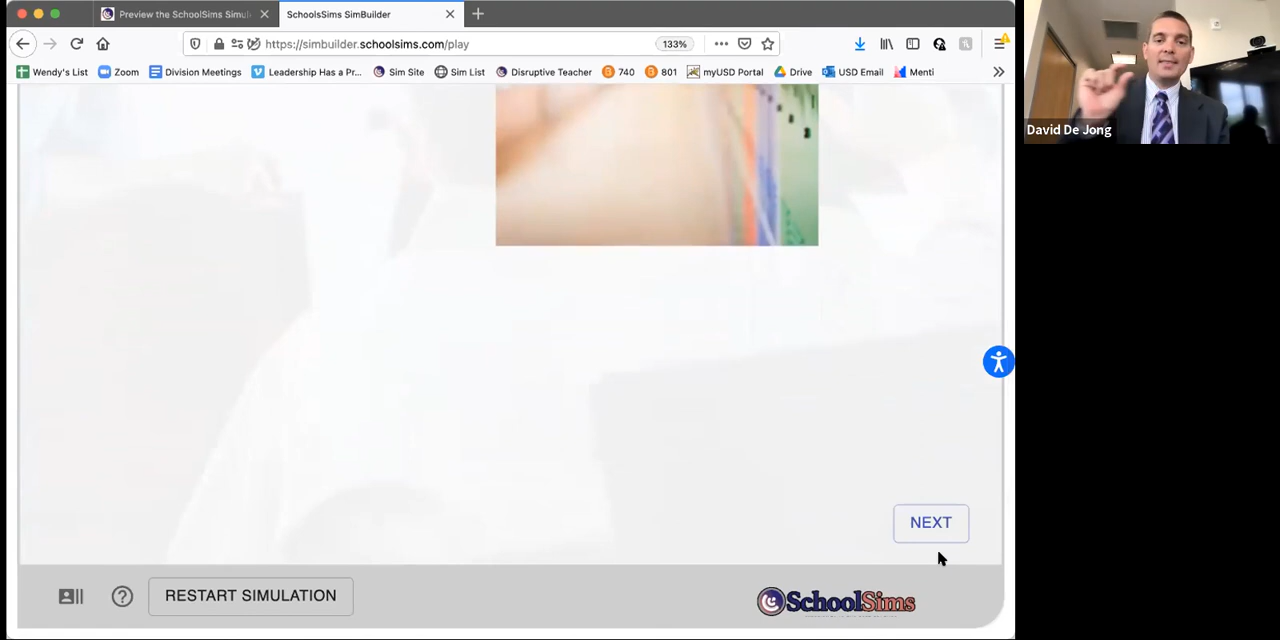 Preview the SchoolSims Simul
SchoolsSims SimBuilder
https://simbuilder.schoolsims.com/play
133%
Wendy's List
Zoom
Division Meetings
Leadership Has a Pr...
Sim Site
Sim List
Disruptive Teacher
740
801
myUSD Portal
Drive
USD Email
Menti
David De Jong
NEXT
RESTART SIMULATION
SchoolSims